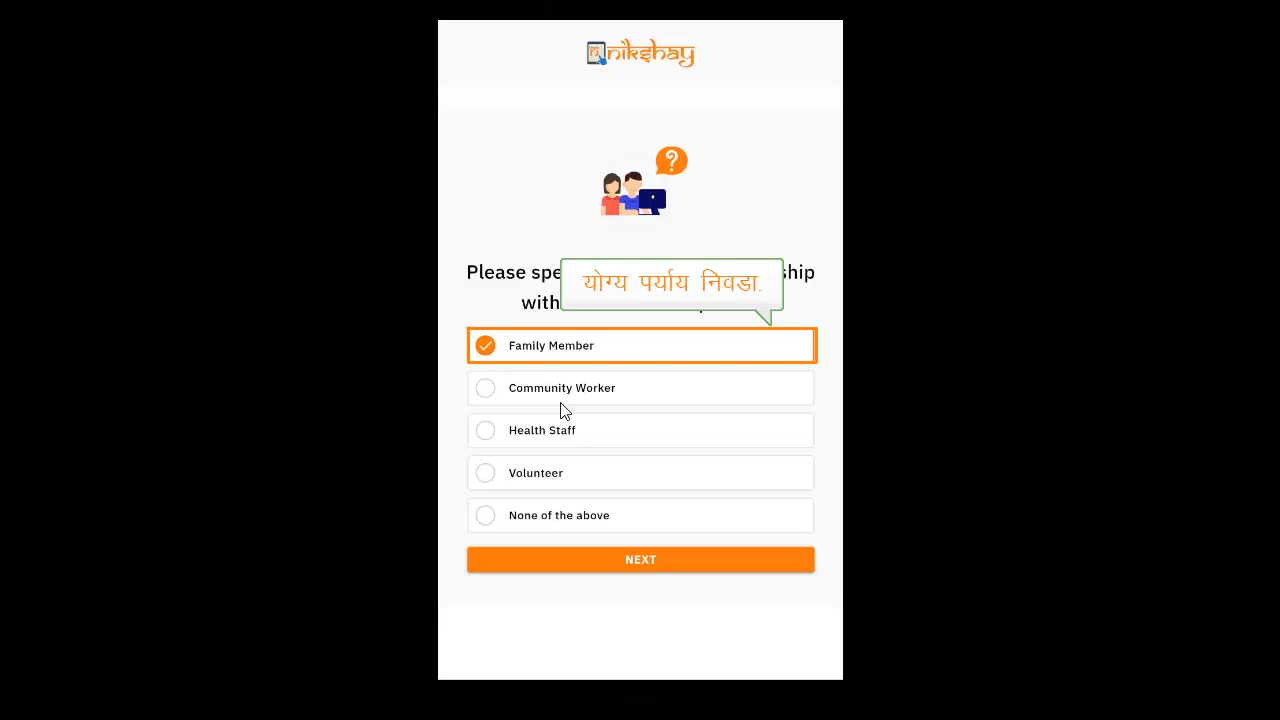 nikshay
?
Please spe
योग्य पर्याय निवडा.
ship
with
Family Member
Community Worker
Health Staff
Volunteer
None of the above
NEXT